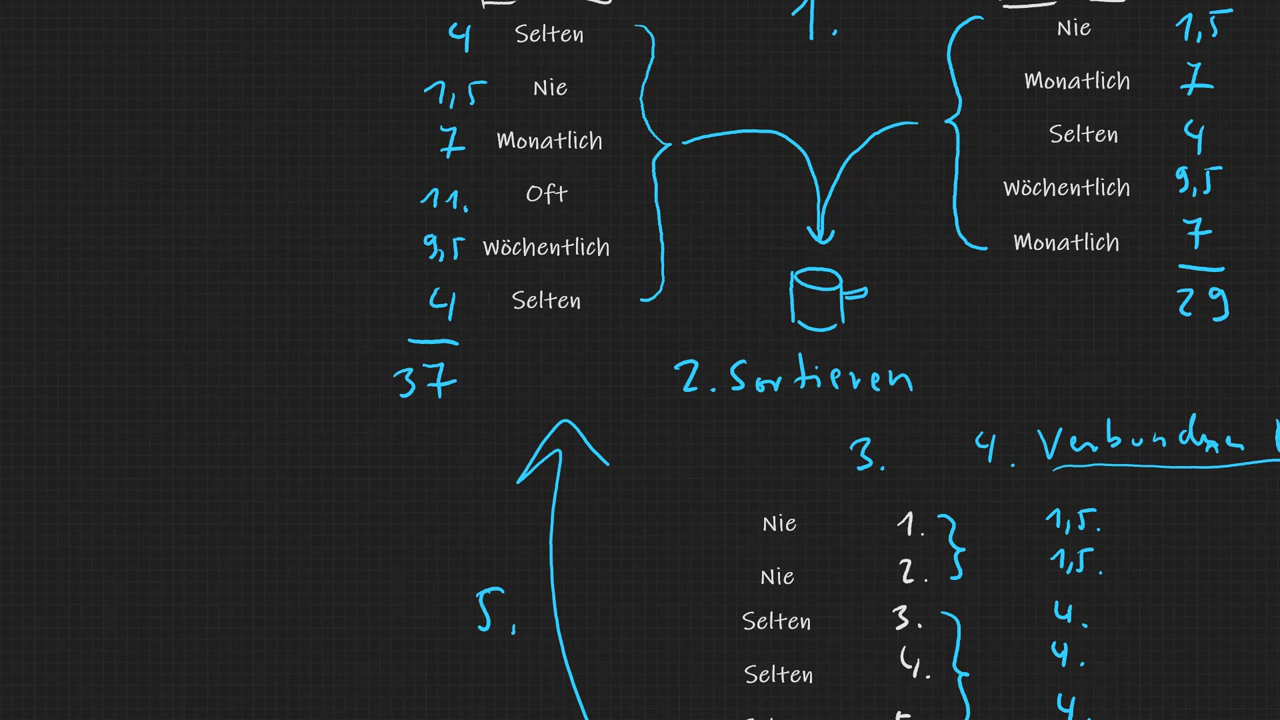 4 Selten
1,5 Nie
7 Monatlich
11. Oft
9,5 Wöchentlich
4 Selten
37
1.
Nie 1,5
Monatlich 7
Selten 4
Wöchentlich 9,5
Monatlich 7
29
2. Sortieren
3. 4. Verbundnen
5.
Nie 1. 1,5.
Nie 2. 1,5.
Selten 3. 4.
Selten 4. 4.
4.